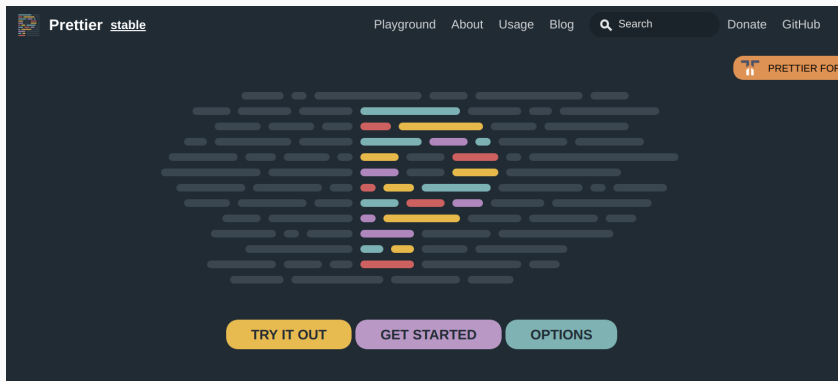 Prettier stable Playground About Usage Blog Search Donate GitHub
PRETTIER FOR
TRY IT OUT GET STARTED OPTIONS